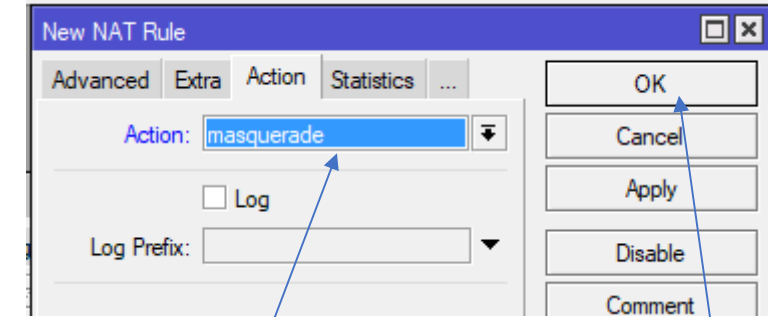 New NAT Rule
Advanced Extra Action Statistics ...
OK
Action: masquerade
Cancel
Log
Apply
Log Prefix:
Disable
Comment